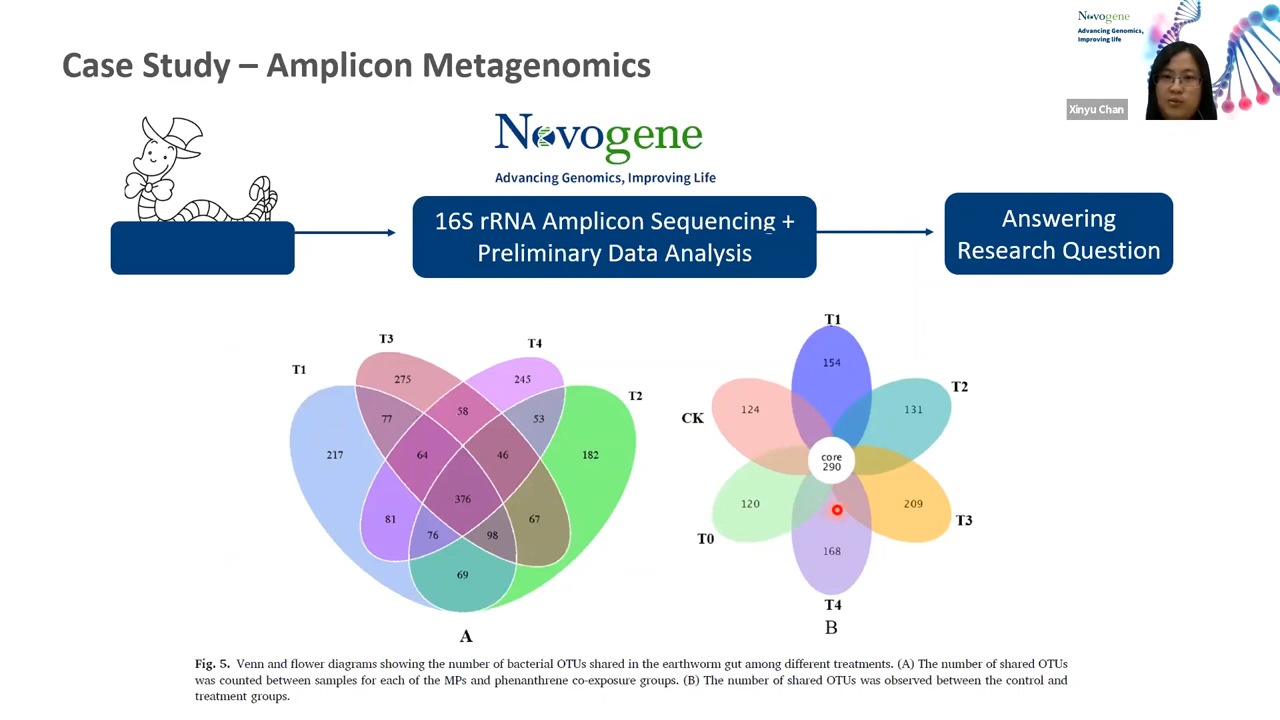 Novogene
Advancing Genomics,
Improving life
Xinyu Chan
Case Study – Amplicon Metagenomics
Novogene
Advancing Genomics, Improving Life
16S rRNA Amplicon Sequencing +
Preliminary Data Analysis
Answering
Research Question
T1
T3
T4
T2
275
245
77
58
53
217
64
46
182
376
81
67
76
98
69
A
T1
154
T2
CK
124
131
core
290
120
209
T0
T3
168
T4
B
Fig. 5. Venn and flower diagrams showing the number of bacterial OTUs shared in the earthworm gut among different treatments. (A) The number of shared OTUs
was counted between samples for each of the MPs and phenanthrene co-exposure groups. (B) The number of shared OTUs was observed between the control and
treatment groups.